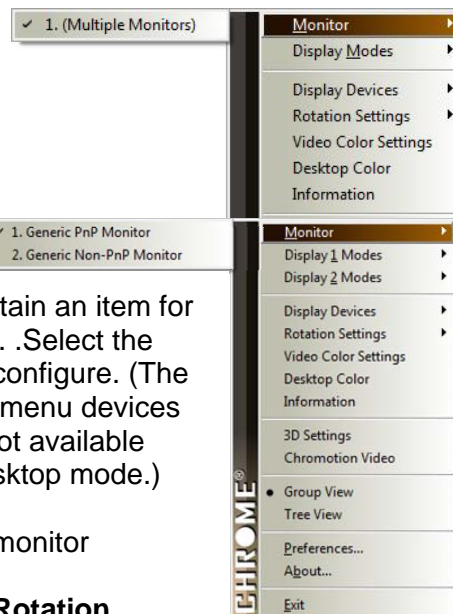 1. (Multiple Monitors)
Monitor
Display Modes
Display Devices
Rotation Settings
Video Color Settings
Desktop Color
Information
1. Generic PnP Monitor
2. Generic Non-PnP Monitor
Monitor
Display 1 Modes
Display 2 Modes
Display Devices
Rotation Settings
Video Color Settings
Desktop Color
Information
3D Settings
Chromotion Video
Group View
Tree View
Preferences...
About...
Exit
CHROME®
tain an item for
. .Select the
configure. (The
menu devices
ot available
sktop mode.)
monitor
Rotation